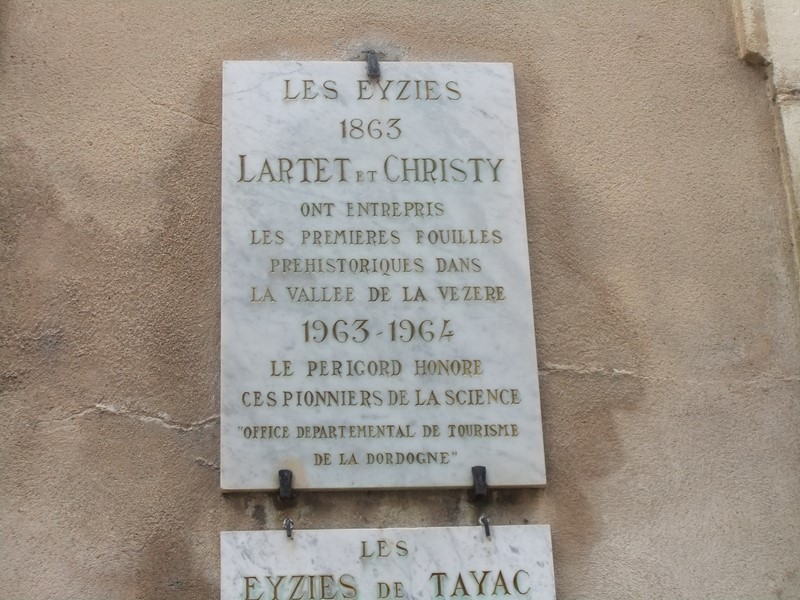 LES EYZIES
1863
LARTET ET CHRISTY
ONT ENTREPRIS
LES PREMIERES FOUILLES
PREHISTORIQUES DANS
LA VALLEE DE LA VEZERE
1963-1964
LE PERIGORD HONORE
CES PIONNIERS DE LA SCIENCE
"OFFICE DEPARTEMENTAL DE TOURISME
DE LA DORDOGNE"
LES
EYZIES DE TAYAC